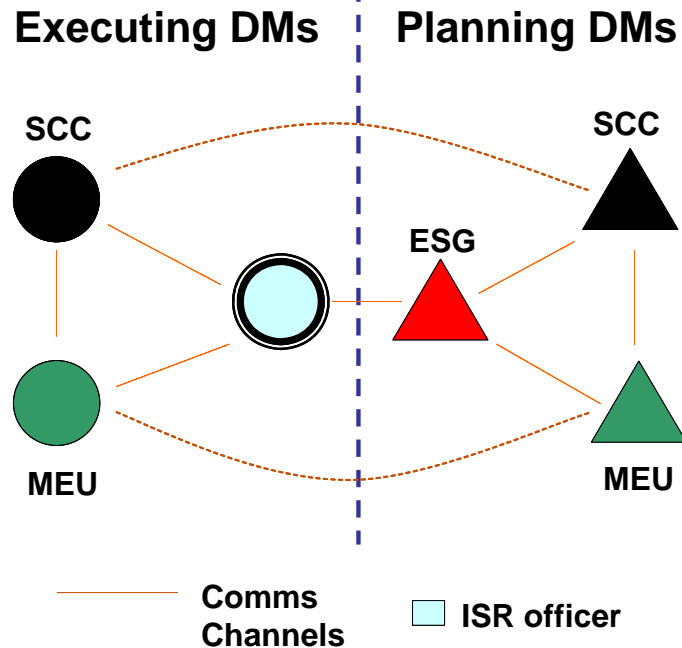 Executing DMs
Planning DMs
SCC
SCC
ESG
MEU
MEU
Comms
Channels
ISR officer